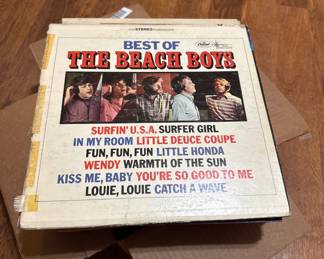 STEREO
BEST OF
Capitol
THE BEACH BOYS
SURFIN' U.S.A. SURFER GIRL
IN MY ROOM LITTLE DEUCE COUPE
FUN, FUN, FUN LITTLE HONDA
WENDY WARMTH OF THE SUN
KISS ME, BABY YOU'RE SO GOOD TO ME
LOUIE, LOUIE CATCH A WAVE